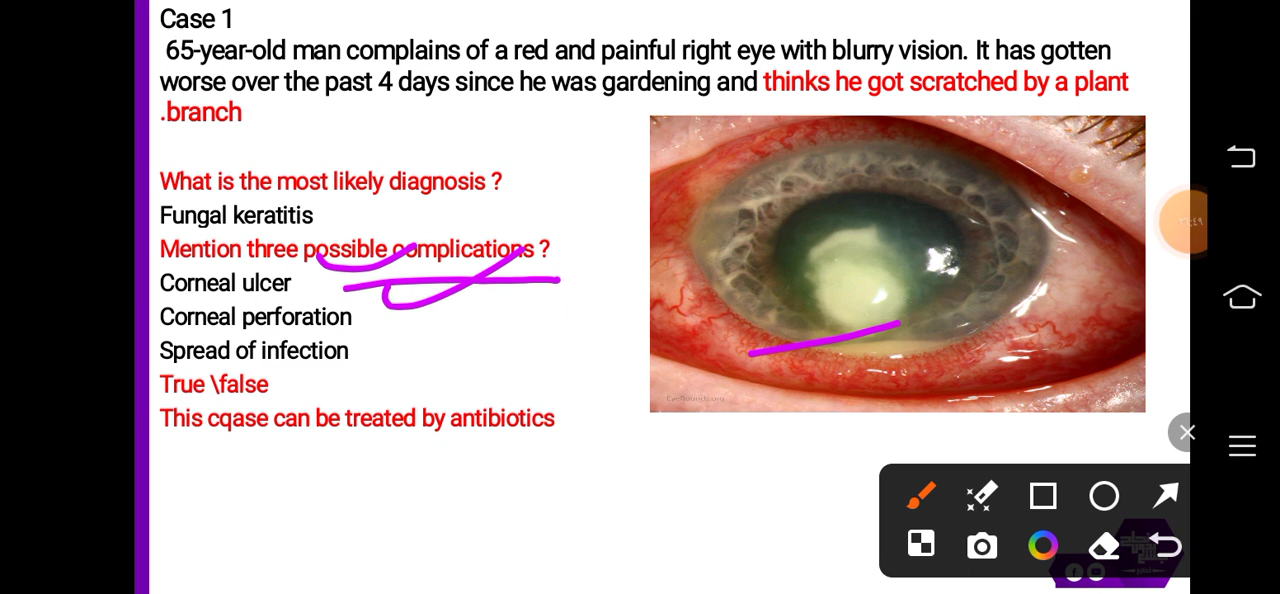 Case 1
65-year-old man complains of a red and painful right eye with blurry vision. It has gotten
worse over the past 4 days since he was gardening and thinks he got scratched by a plant
.branch
What is the most likely diagnosis ?
Fungal keratitis
Mention three possible complications ?
Corneal ulcer
Corneal perforation
Spread of infection
True \false
This cqase can be treated by antibiotics
EyeRounds.org